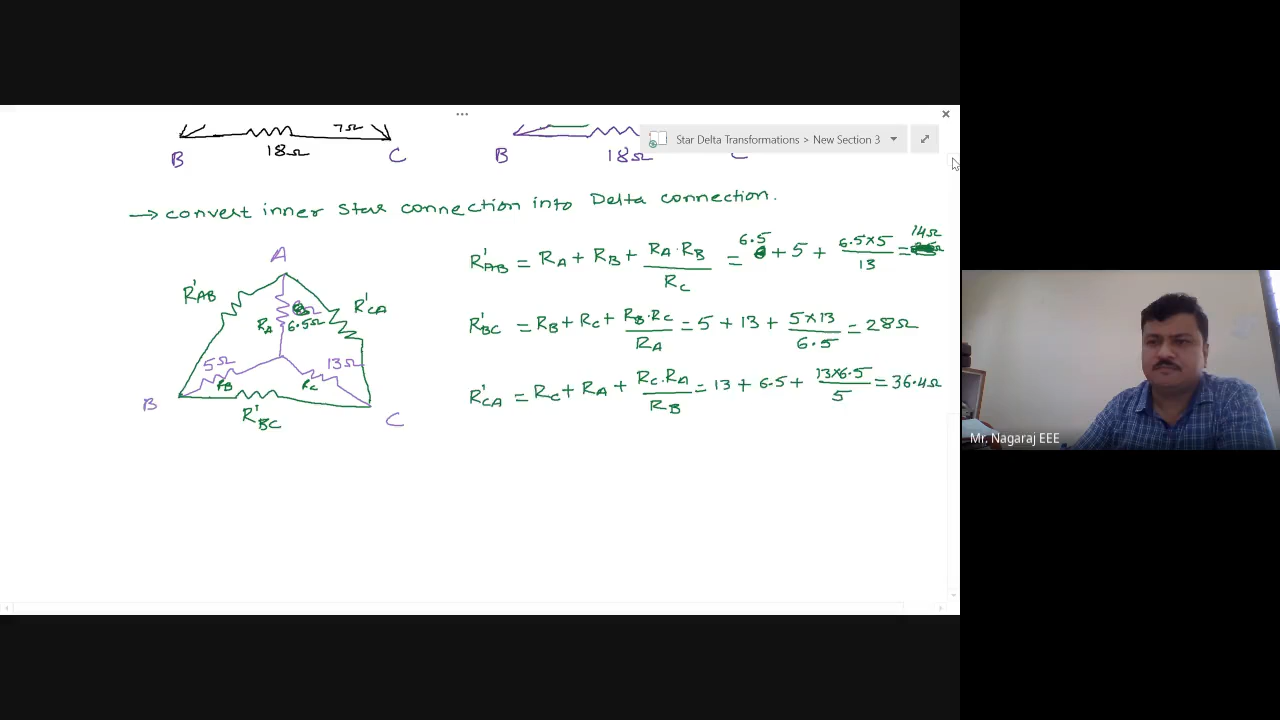 7Ω
18Ω
B
C
B
18Ω
Star Delta Transformations > New Section 3
→ convert inner star connection into Delta connection.
A
R'AB
R'CA
RA
6.5Ω
5Ω
13Ω
RB
RC
B
R'BC
C
R'AB = RA + RB + RA·RB/RC = 6.5 + 5 + 6.5×5/13 = 14Ω
R'BC = RB + RC + RB·RC/RA = 5 + 13 + 5×13/6.5 = 28Ω
R'CA = RC + RA + RC·RA/RB = 13 + 6.5 + 13×6.5/5 = 36.4Ω
Mr. Nagaraj EEE